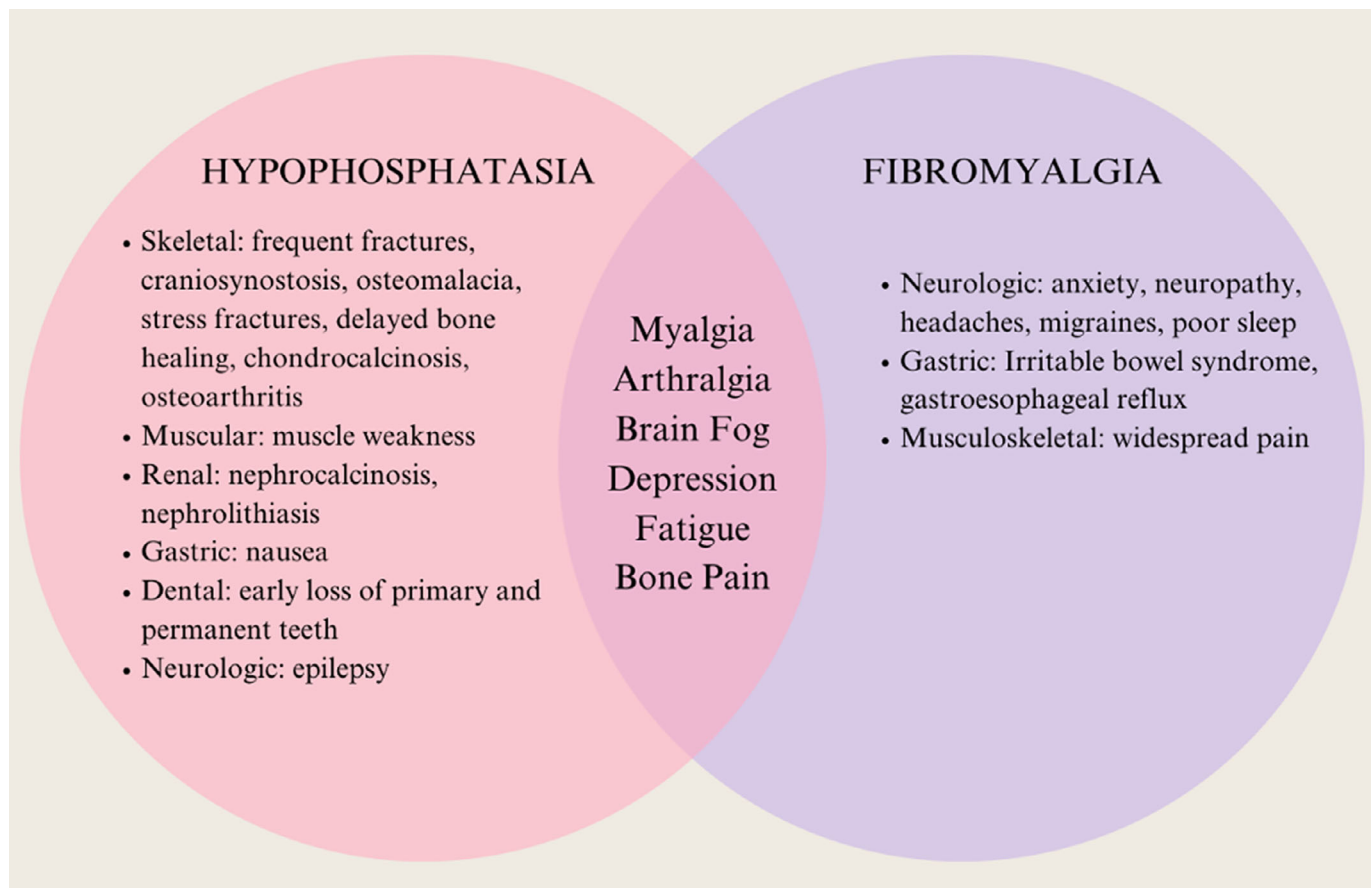 HYPOPHOSPHATASIA
• Skeletal: frequent fractures,
craniosynostosis, osteomalacia,
stress fractures, delayed bone
healing, chondrocalcinosis,
osteoarthritis
• Muscular: muscle weakness
• Renal: nephrocalcinosis,
nephrolithiasis
• Gastric: nausea
• Dental: early loss of primary and
permanent teeth
• Neurologic: epilepsy
Myalgia
Arthralgia
Brain Fog
Depression
Fatigue
Bone Pain
FIBROMYALGIA
• Neurologic: anxiety, neuropathy,
headaches, migraines, poor sleep
• Gastric: Irritable bowel syndrome,
gastroesophageal reflux
• Musculoskeletal: widespread pain